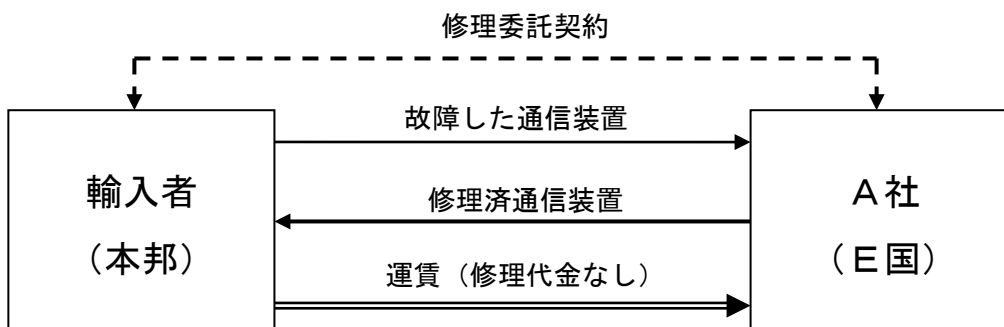 修理委託契約
故障した通信装置
輸入者
(本邦)
修理済通信装置
A社
(E国)
運賃(修理代金なし)